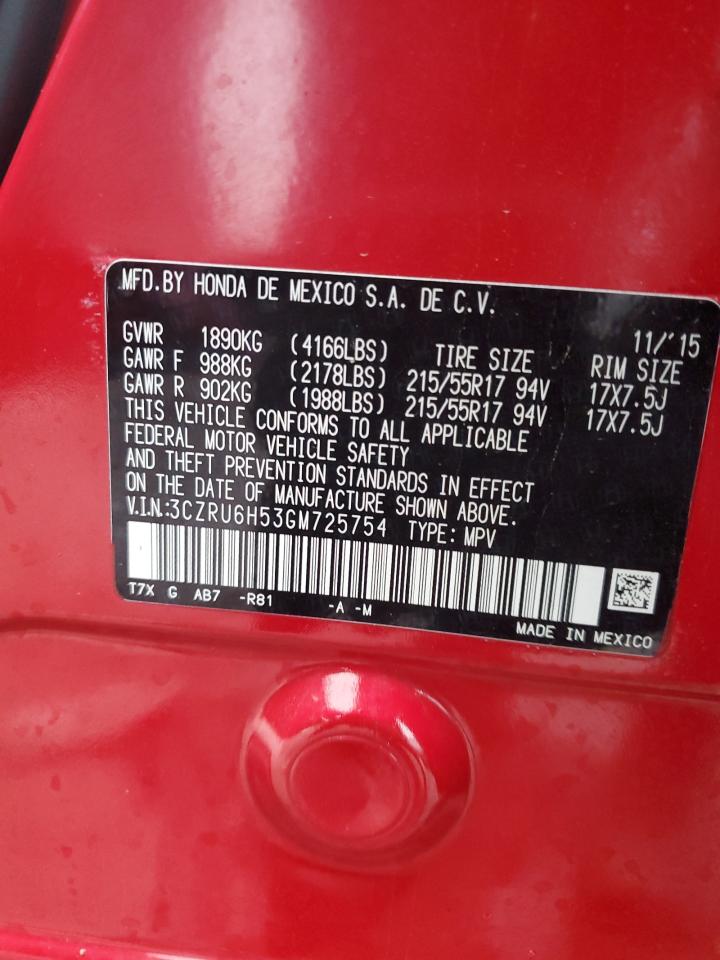 MFD.BY HONDA DE MEXICO S.A. DE C.V.
11/'15
GVWR 1890KG (4166LBS) TIRE SIZE RIM SIZE
GAWR F 988KG (2178LBS) 215/55R17 94V 17X7.5J
GAWR R 902KG (1988LBS) 215/55R17 94V 17X7.5J
THIS VEHICLE CONFORMS TO ALL APPLICABLE
FEDERAL MOTOR VEHICLE SAFETY
AND THEFT PREVENTION STANDARDS IN EFFECT
ON THE DATE OF MANUFACTURE SHOWN ABOVE.
V.I.N.:3CZRU6H53GM725754 TYPE: MPV
T7X G AB7 -R81 -A -M
MADE IN MEXICO